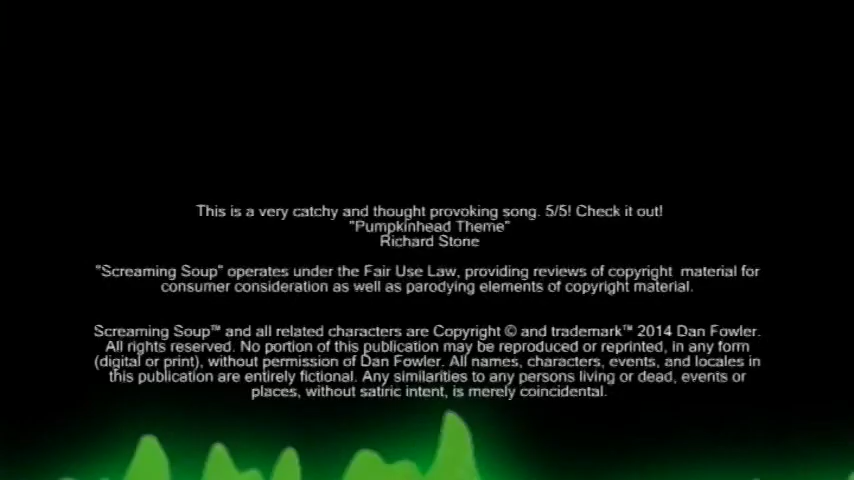 This is a very catchy and thought provoking song. 5/5! Check it out!
"Pumpkinhead Theme"
Richard Stone
"Screaming Soup" operates under the Fair Use Law, providing reviews of copyright material for
consumer consideration as well as parodying elements of copyright material.
Screaming Soup™ and all related characters are Copyright © and trademark™ 2014 Dan Fowler.
All rights reserved. No portion of this publication may be reproduced or reprinted, in any form
(digital or print), without permission of Dan Fowler. All names, characters, events, and locales in
this publication are entirely fictional. Any similarities to any persons living or dead, events or
places, without satiric intent, is merely coincidental.